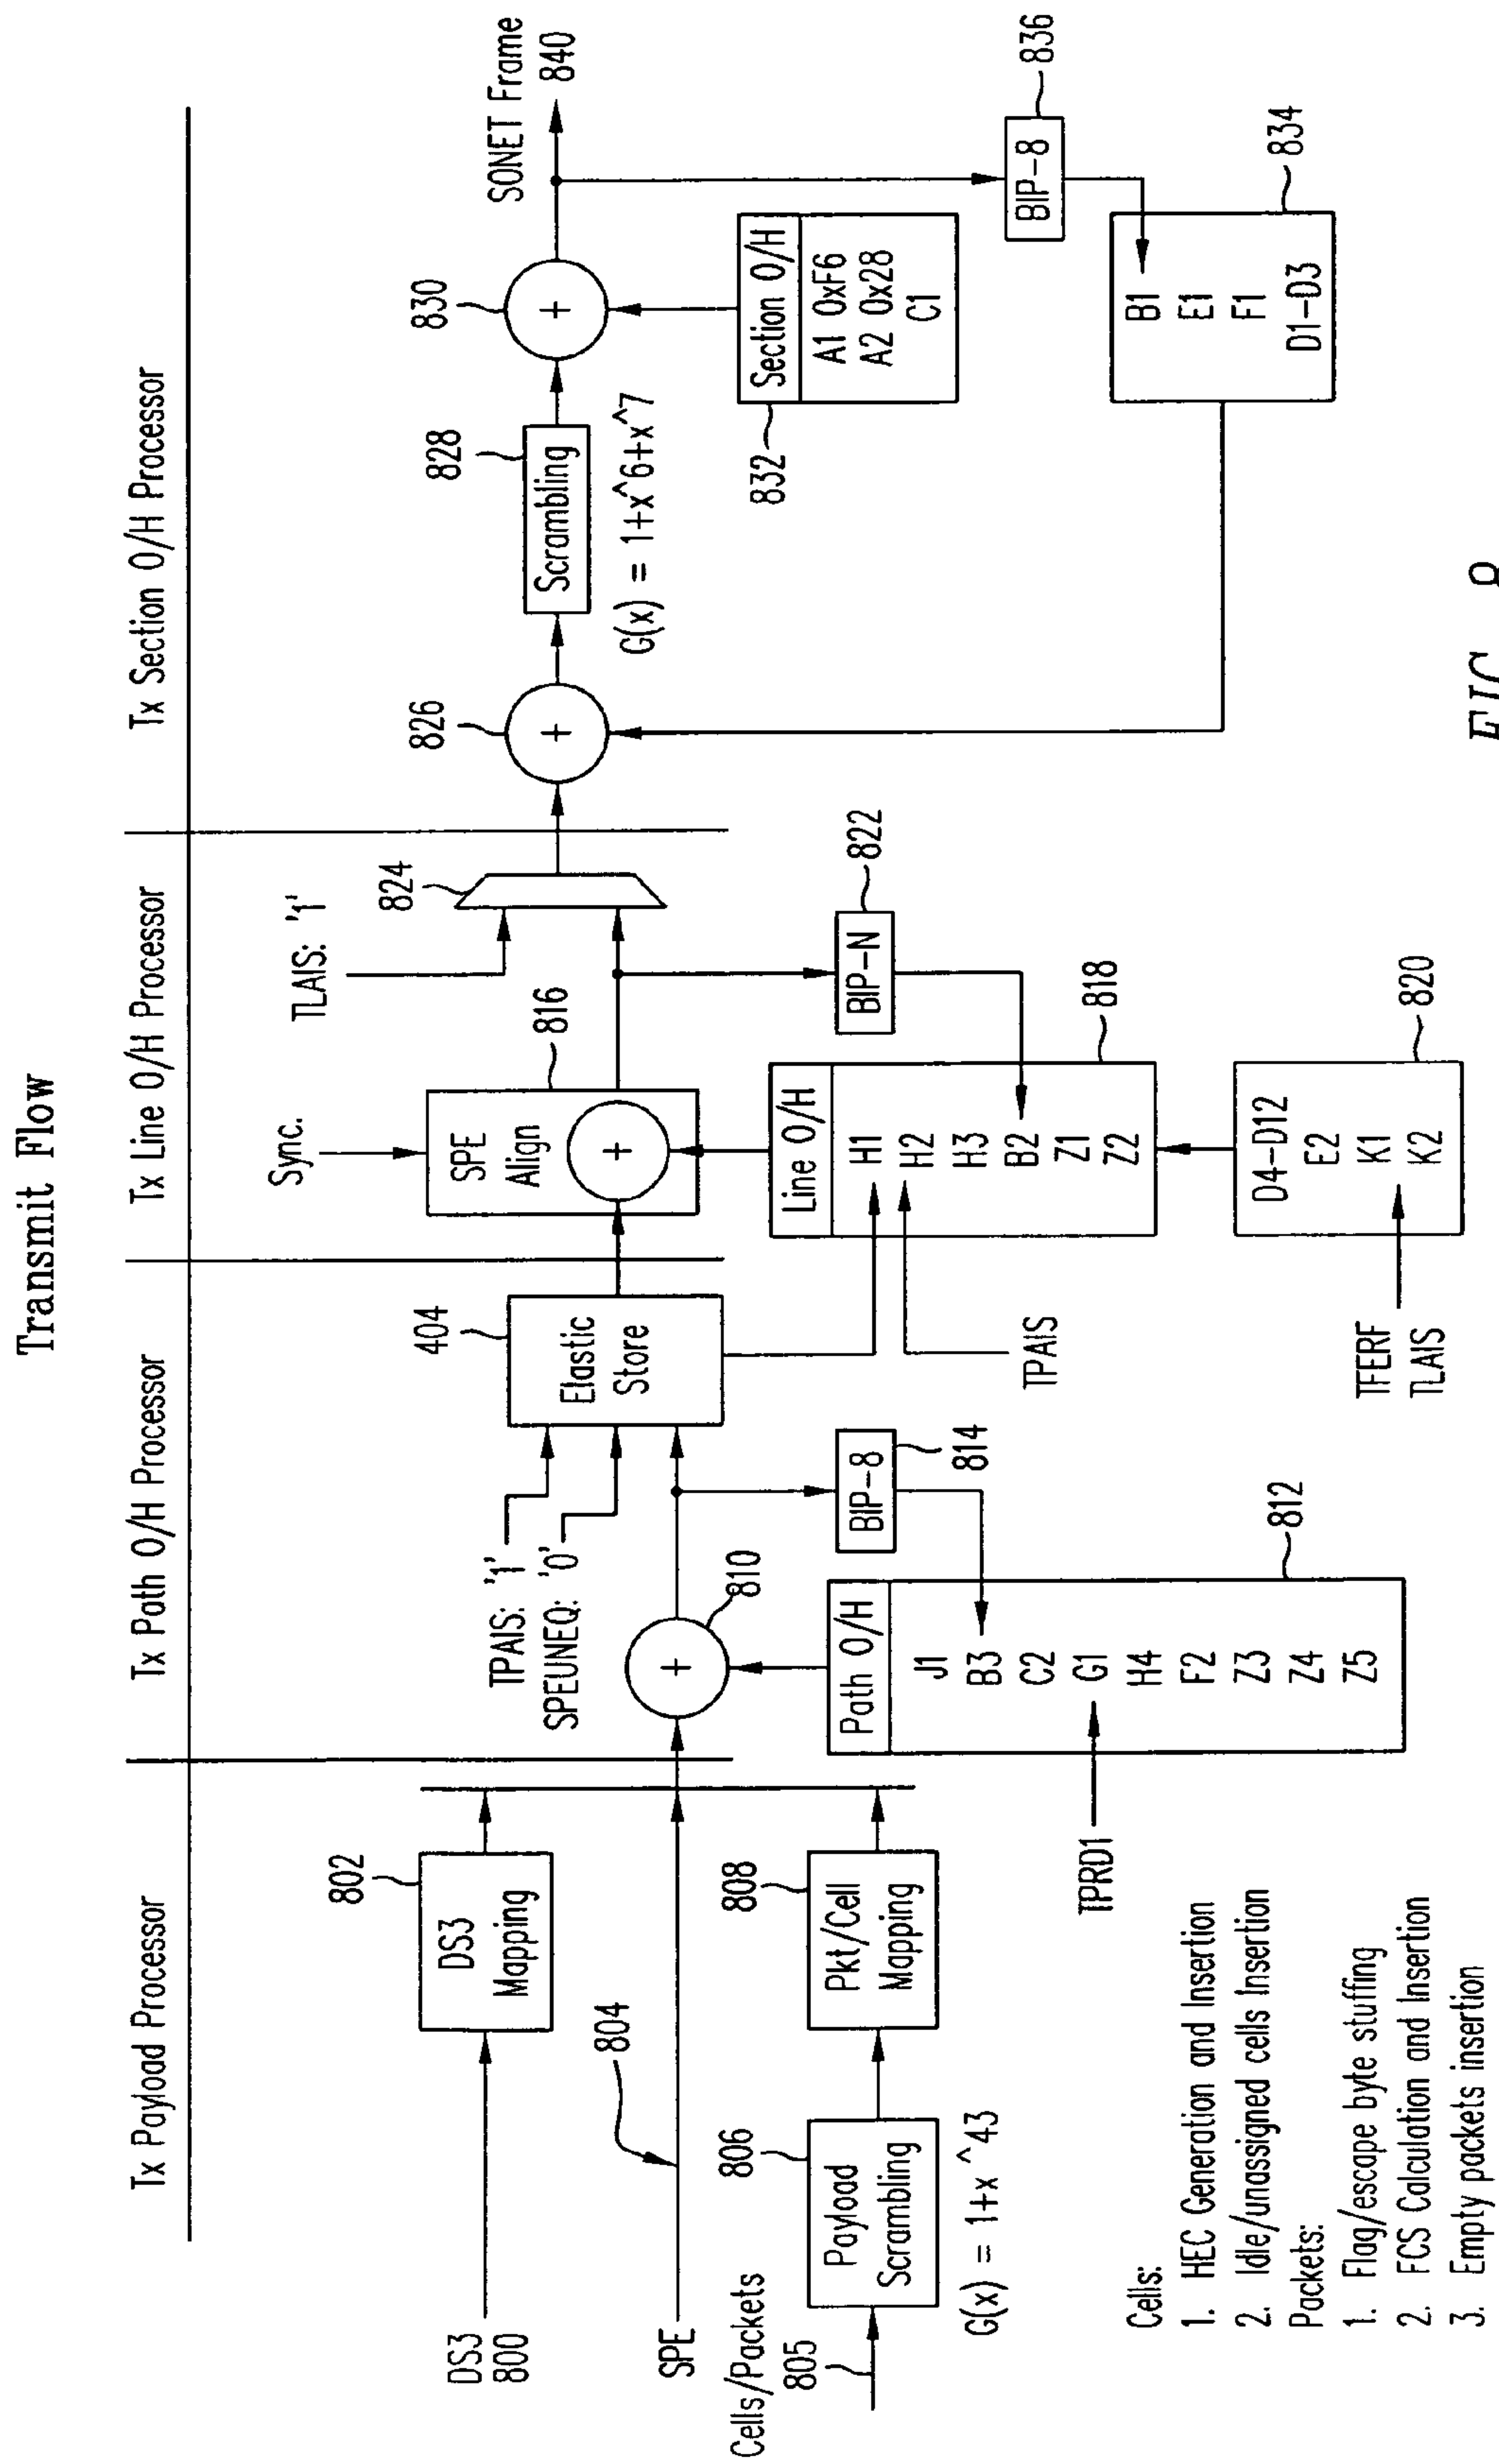 Transmit Flow
Tx Payload Processor
Tx Path O/H Processor
Tx Line O/H Processor
Tx Section O/H Processor
DS3
800
802
DS3
Mapping
SPE
804
Cells/Packets
805
806
Payload
Scrambling
G(x) = 1+x^43
808
Pkt/Cell
Mapping
Cells:
1. HEC Generation and Insertion
2. Idle/unassigned cells Insertion
Packets:
1. Flag/escape byte stuffing
2. FCS Calculation and Insertion
3. Empty packets insertion
TPAIS: '1'
SPEUNEQ: '0'
+
810
404
Elastic
Store
BIP-8
814
Path O/H
J1
B3
C2
G1
H4
F2
Z3
Z4
Z5
812
TPRD1
Sync.
SPE
Align
+
816
TLAIS: '1'
824
BIP-N
822
Line O/H
H1
H2
H3
B2
Z1
Z2
818
TPAIS
D4-D12
E2
K1
K2
820
TFERF
TLAIS
826
+
828
Scrambling
G(x) = 1+x^6+x^7
830
+
SONET Frame
840
832
Section O/H
A1 0xF6
A2 0x28
C1
BIP-8
836
B1
E1
F1
D1-D3
834
FIG. 8